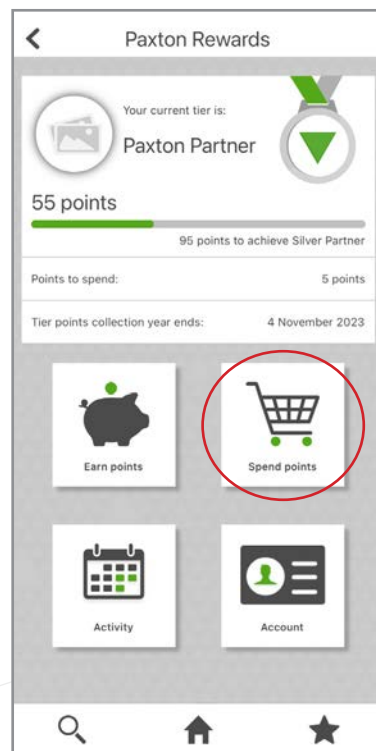 Paxton Rewards
Your current tier is:
Paxton Partner
55 points
95 points to achieve Silver Partner
Points to spend: 5 points
Tier points collection year ends: 4 November 2023
Earn points Spend points
Activity Account